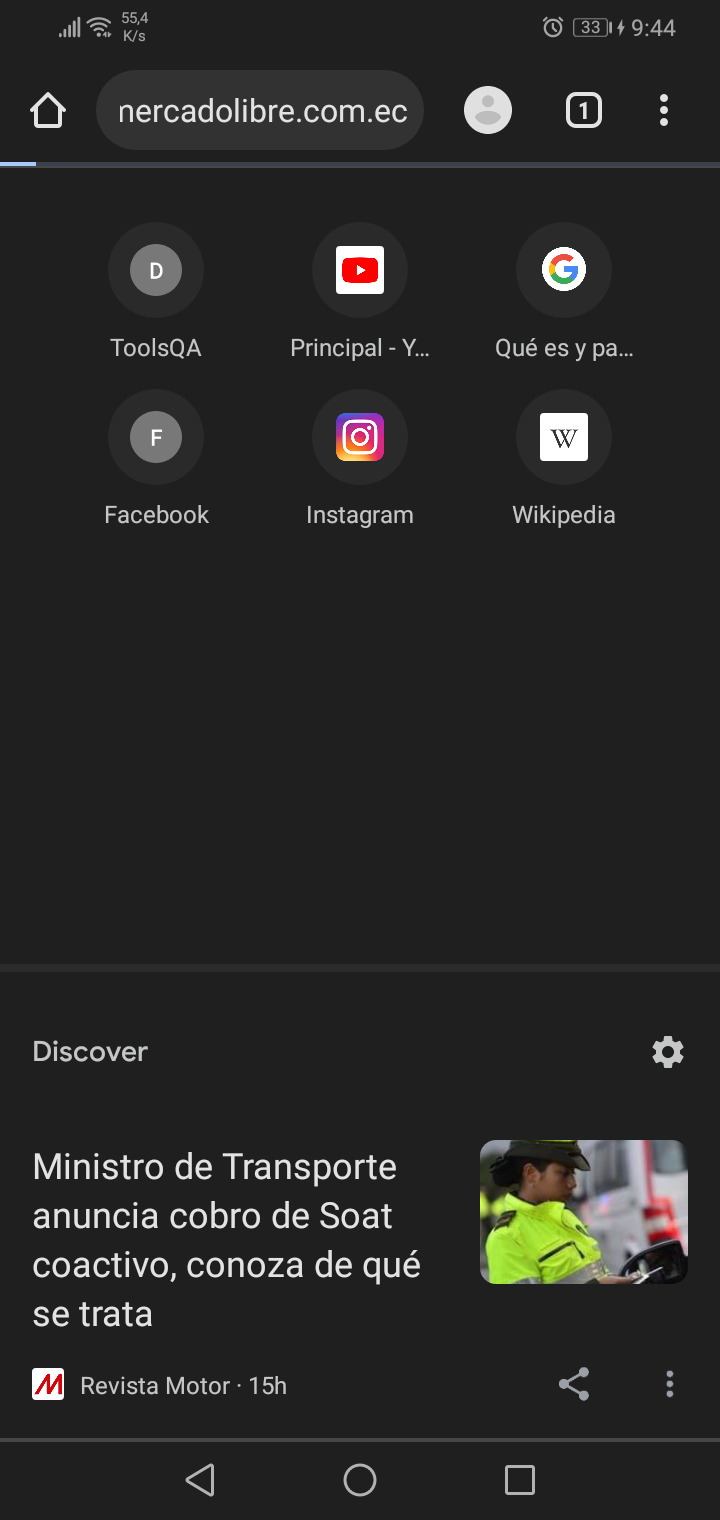 55,4
K/s
33
9:44
nercadolibre.com.ec
1
D
ToolsQA
Principal - Y...
Qué es y pa...
F
Facebook
Instagram
W
Wikipedia
Discover
Ministro de Transporte
anuncia cobro de Soat
coactivo, conoza de qué
se trata
Revista Motor · 15h